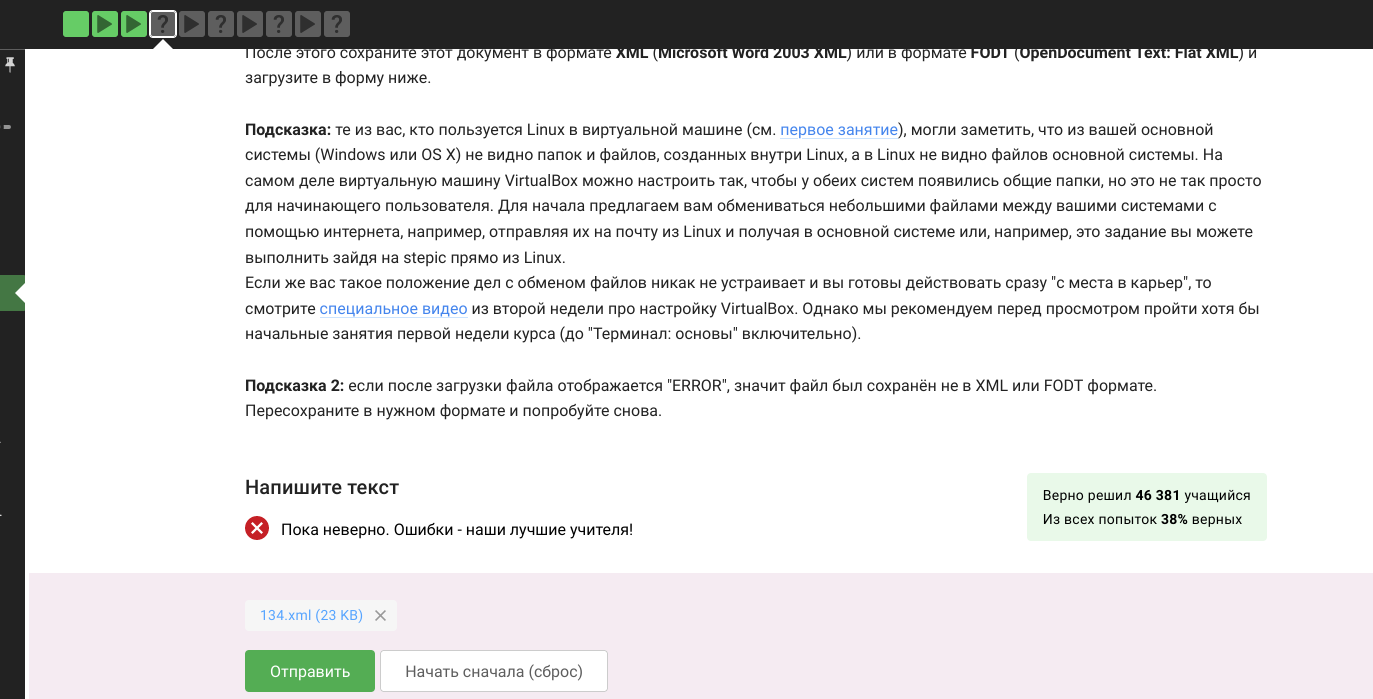 ? ? ? ?
После этого сохраните этот документ в формате XML (Microsoft Word 2003 XML) или в формате FODT (OpenDocument Text: Flat XML) и
загрузите в форму ниже.
Подсказка: те из вас, кто пользуется Linux в виртуальной машине (см. первое занятие), могли заметить, что из вашей основной
системы (Windows или OS X) не видно папок и файлов, созданных внутри Linux, а в Linux не видно файлов основной системы. На
самом деле виртуальную машину VirtualBox можно настроить так, чтобы у обеих систем появились общие папки, но это не так просто
для начинающего пользователя. Для начала предлагаем вам обмениваться небольшими файлами между вашими системами с
помощью интернета, например, отправляя их на почту из Linux и получая в основной системе или, например, это задание вы можете
выполнить зайдя на stepic прямо из Linux.
Если же вас такое положение дел с обменом файлов никак не устраивает и вы готовы действовать сразу "с места в карьер", то
смотрите специальное видео из второй недели про настройку VirtualBox. Однако мы рекомендуем перед просмотром пройти хотя бы
начальные занятия первой недели курса (до "Терминал: основы" включительно).
Подсказка 2: если после загрузки файла отображается "ERROR", значит файл был сохранён не в XML или FODT формате.
Пересохраните в нужном формате и попробуйте снова.
Напишите текст
Пока неверно. Ошибки - наши лучшие учителя!
Верно решил 46 381 учащийся
Из всех попыток 38% верных
134.xml (23 KB)
Отправить
Начать сначала (сброс)